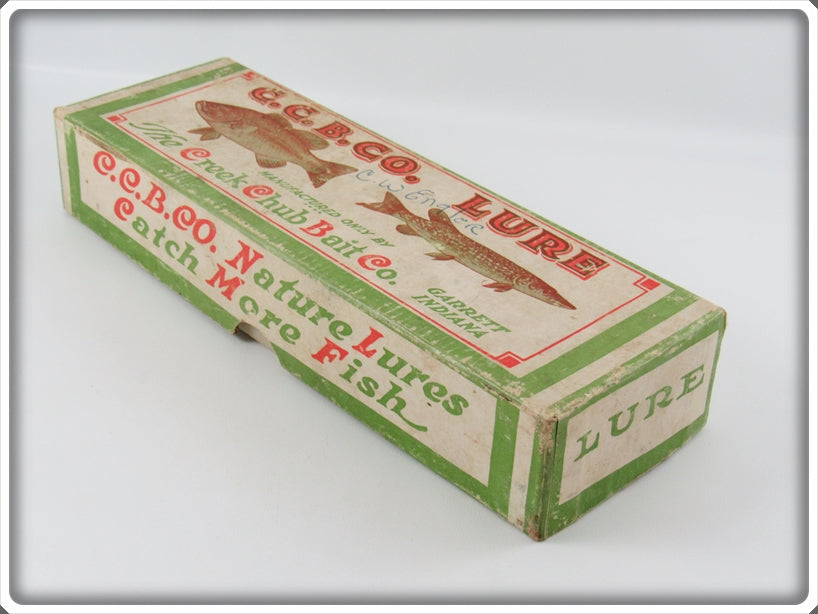 C.C.B.CO. LURE
C.W. Engler
MANUFACTURED ONLY BY
The Creek Chub Bait Co.
GARRETT
INDIANA
C.C.B.CO. Nature Lures
Catch More Fish
LURE